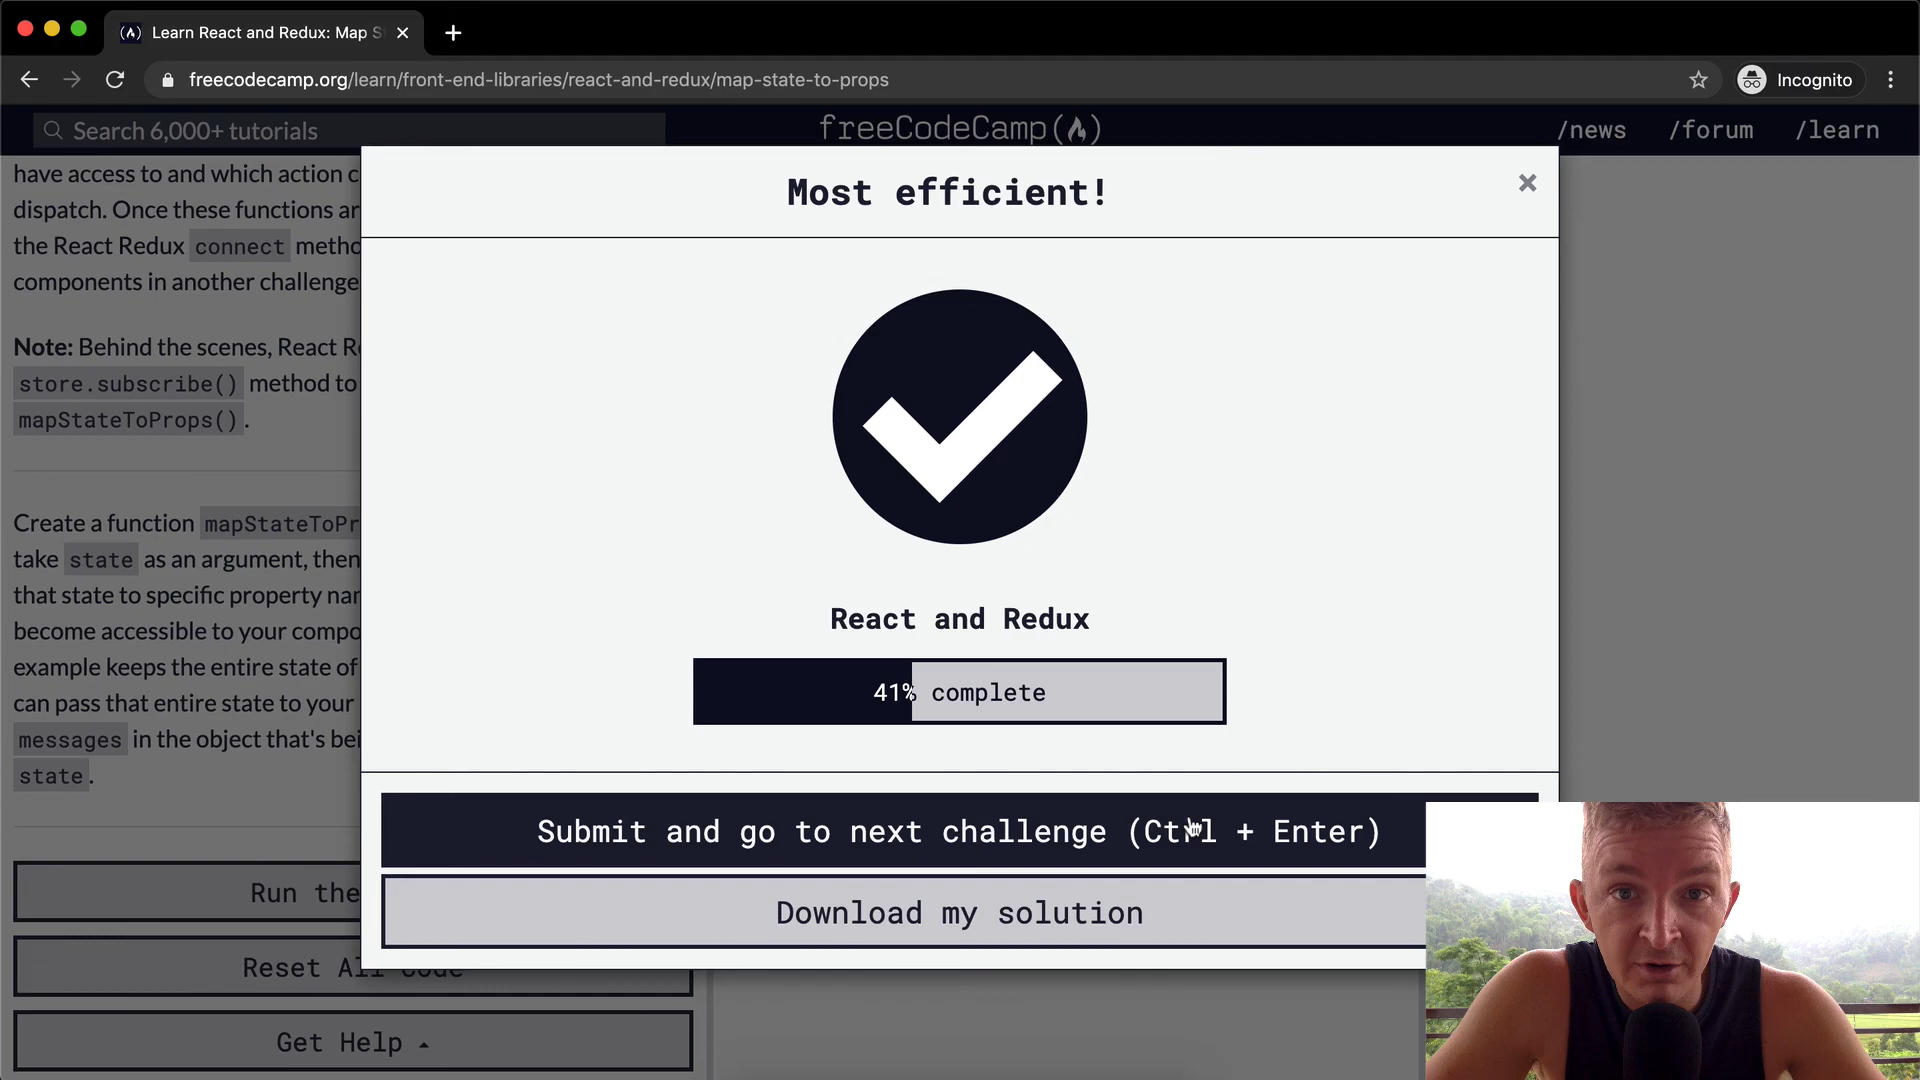 Learn React and Redux: Map S
freecodecamp.org/learn/front-end-libraries/react-and-redux/map-state-to-props
Incognito
Search 6,000+ tutorials
freeCodeCamp
/news
/forum
/learn
have access to and which action c
dispatch. Once these functions ar
the React Redux connect metho
components in another challenge
Note: Behind the scenes, React R
store.subscribe() method to
mapStateToProps().
Create a function mapStateToPr
take state as an argument, then
that state to specific property nar
become accessible to your compo
example keeps the entire state of
can pass that entire state to your
messages in the object that's bei
state.
Run the
Reset All Code
Get Help
Most efficient!
×
React and Redux
41% complete
Submit and go to next challenge (Ctrl + Enter)
Download my solution